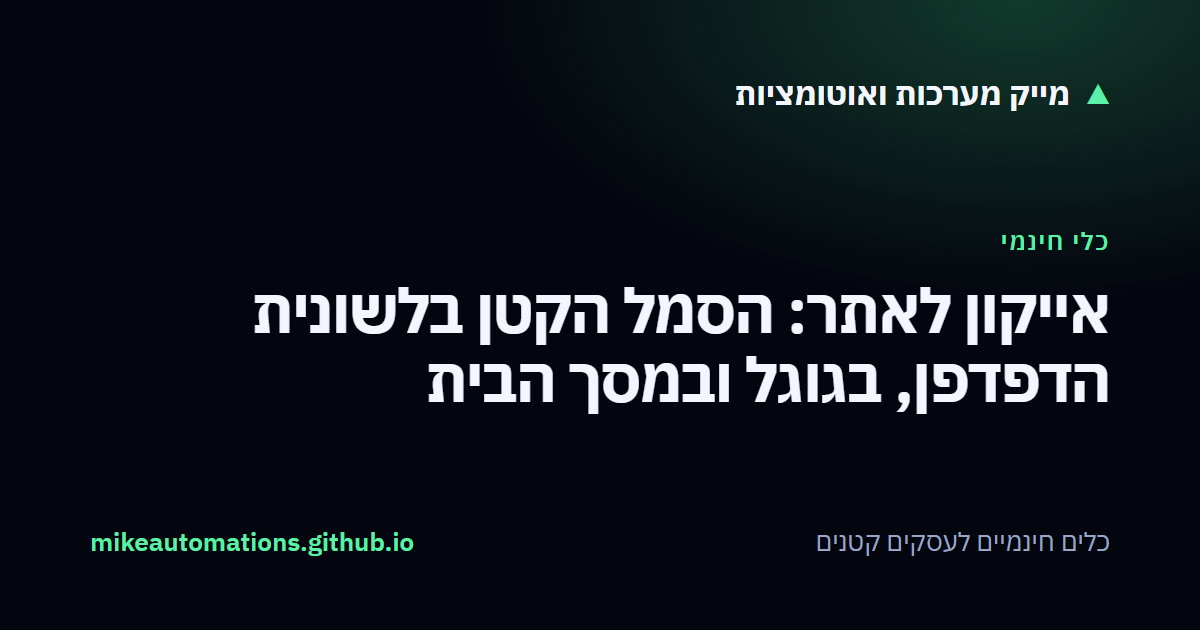 מייק מערכות ואוטומציות
כלי חינמי
אייקון לאתר: הסמל הקטן בלשונית
הדפדפן, בגוגל ובמסך הבית
כלים חינמיים לעסקים קטנים
mikeautomations.github.io